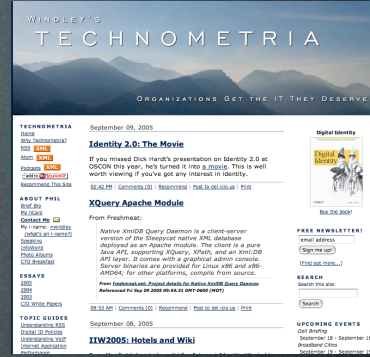 WINDLEY'S
TECHNOMETRIA
ORGANIZATIONS GET THE IT THEY DESERVE
TECHNOMETRIA
Home
Why Technometria?
RSS XML
Atom XML
Podcasts XML
Recommend This Site
ABOUT PHIL
Brief Bio
My hCard
Contact Me
My i-name: =windley
(what's an i-name?)
Speaking
InfoWorld
Photo Albums
CTO Breakfast
ESSAYS
2005
2004
2003
CIO White Papers
TOPIC GUIDES
Understanding RSS
Digital ID Policies
Understanding VoIP
Internet Application
Performance
September 09, 2005
Identity 2.0: The Movie
If you missed Dick Hardt's presentation on Identity 2.0 at
OSCON this year, he's turned it into a movie. This is well
worth viewing if you've got any interest in identity.
02:42 PM | Comments (0) | Recommend | Post to del.icio.us | Print
XQuery Apache Module
From Freshmeat:
Native XmlDB Query Daemon is a client-server
version of the Sleepycat native XML database
deployed as an Apache module. The client is a pure
Java API, supporting XQuery, XPath, and an Xml:DB
API layer. It comes with a graphical admin console.
Server binaries are provided for Linux x86 and x86-
AMD64; for other platforms, compile from source.
From freshmeat.net: Project details for Native XmlDB Query Daemon
Referenced Fri Sep 09 2005 09:54:21 GMT-0600 (MDT)
09:53 AM | Comments (0) | Recommend | Post to del.icio.us | Print
September 08, 2005
IIW2005: Hotels and Wiki
Digital Identity
Digital
Identity
Buy the book!
FREE NEWSLETTER!
email address
Sign me up!
(Find out more...)
SEARCH
Search this site:
Search
UPCOMING EVENTS
Dell Briefing
September 18 - September 1
Broadband Cities
September 19 - September